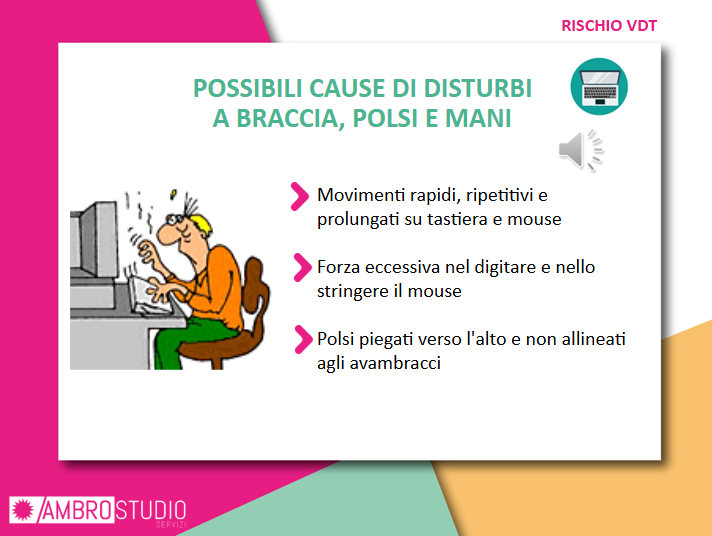 RISCHIO VDT
POSSIBILI CAUSE DI DISTURBI
A BRACCIA, POLSI E MANI
Movimenti rapidi, ripetitivi e
prolungati su tastiera e mouse
Forza eccessiva nel digitare e nello
stringere il mouse
Polsi piegati verso l'alto e non allineati
agli avambracci
AMBROSTUDIO
SERVIZI